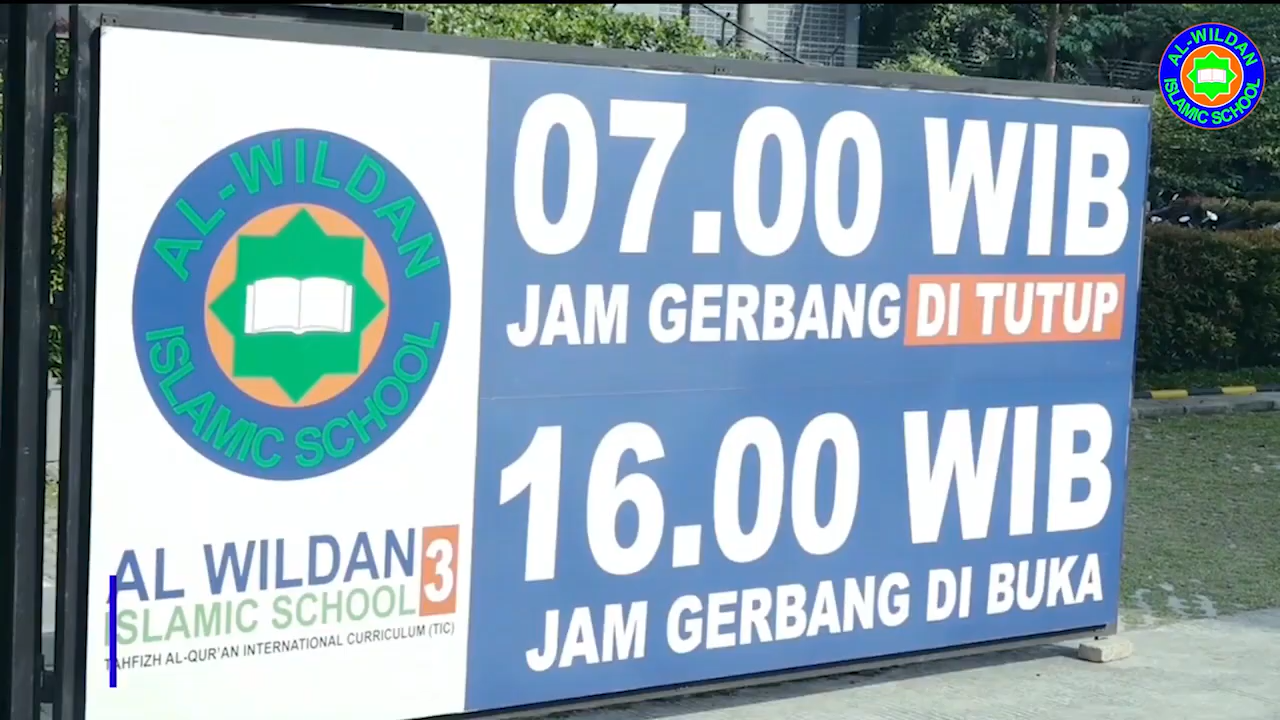 AL-WILDAN
ISLAMIC SCHOOL
AL WILDAN 3
ISLAMIC SCHOOL
TAHFIZH AL-QUR'AN INTERNATIONAL CURRICULUM (TIC)
07.00 WIB
JAM GERBANG DI TUTUP
16.00 WIB
JAM GERBANG DI BUKA
AL-WILDAN
ISLAMIC SCHOOL